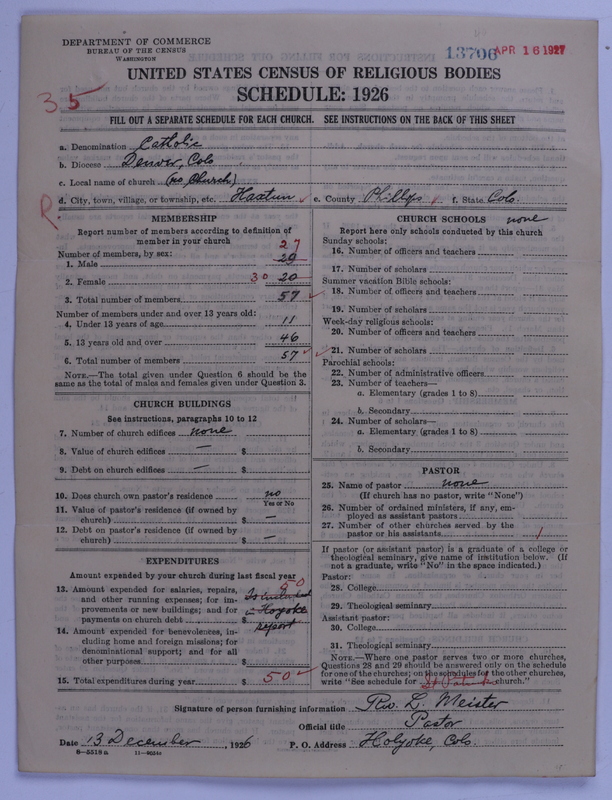 DEPARTMENT OF COMMERCE
BUREAU OF THE CENSUS
WASHINGTON
13706 APR 16 1927
UNITED STATES CENSUS OF RELIGIOUS BODIES
SCHEDULE: 1926
35
FILL OUT A SEPARATE SCHEDULE FOR EACH CHURCH. SEE INSTRUCTIONS ON THE BACK OF THIS SHEET
a. Denomination Catholic
b. Diocese Denver, Colo
c. Local name of church (no church)
d. City, town, village, or township, etc. Haxtun e. County Phillips f. State Colo.
R
MEMBERSHIP
Report number of members according to definition of
member in your church
Number of members, by sex: 27
1. Male 29
2. Female 30 20
3. Total number of members 57
Number of members under and over 13 years old:
4. Under 13 years of age 11
5. 13 years old and over 46
6. Total number of members 57
NOTE.—The total given under Question 6 should be
same as the total of males and females given under Question 3.
CHURCH BUILDINGS
See instructions, paragraphs 10 to 12
7. Number of church edifices none
8. Value of church edifices — $
9. Debt on church edifices — $
10. Does church own pastor's residence no
Yes or No
11. Value of pastor's residence (if owned by
church) $ —
12. Debt on pastor's residence (if owned by
church) $ —
EXPENDITURES
Amount expended by your church during last fiscal year
50
13. Amount expended for salaries, repairs,
and other running expense; for im-
provements or new buildings; and for
payments on church debt $
Is included
in Holyoke
report
14. Amount expended for benevolences, in-
cluding home and foreign missions; for
denominational support; and for all
other purposes $
15. Total expenditures during year $ 50
CHURCH SCHOOLS none
Report here only schools conducted by this church
Sunday schools:
16. Number of officers and teachers
17. Number of scholars
Summer vacation Bible schools:
18. Number of officers and teachers
19. Number of scholars
Week-day religious schools:
20. Number of officers and teachers
21. Number of scholars
Parochial schools:
22. Number of administrative officers
23. Number of teachers—
a. Elementary (grades 1 to 8)
b. Secondary
24. Number of scholars—
a. Elementary (grades 1 to 8)
b. Secondary
PASTOR
25. Name of pastor none
(If church has no pastor, write "None")
26. Number of ordained ministers, if any, em-
ployed as assistant pastors
27. Number of other churches served by the
pastor or his assistants 1
If pastor (or assistant pastor) is a graduate of a college or
theological seminary, give name of institution below. (If
not a graduate, write "No" in the space indicated.)
Pastor:
28. College
29. Theological seminary
Assistant pastor:
30. College
31. Theological seminary
NOTE.—Where one pastor serves two or more churches,
Questions 28 and 29 should be answered only on the schedule
for one of the churches; on the schedules for the other churches,
write "See schedule for St Patrick church."
Signature of person furnishing information Rev. L. Meister
Official title Pastor
Date 13 December, 1926 P. O. Address Holyoke, Colo.
8—5518a 11—9034c